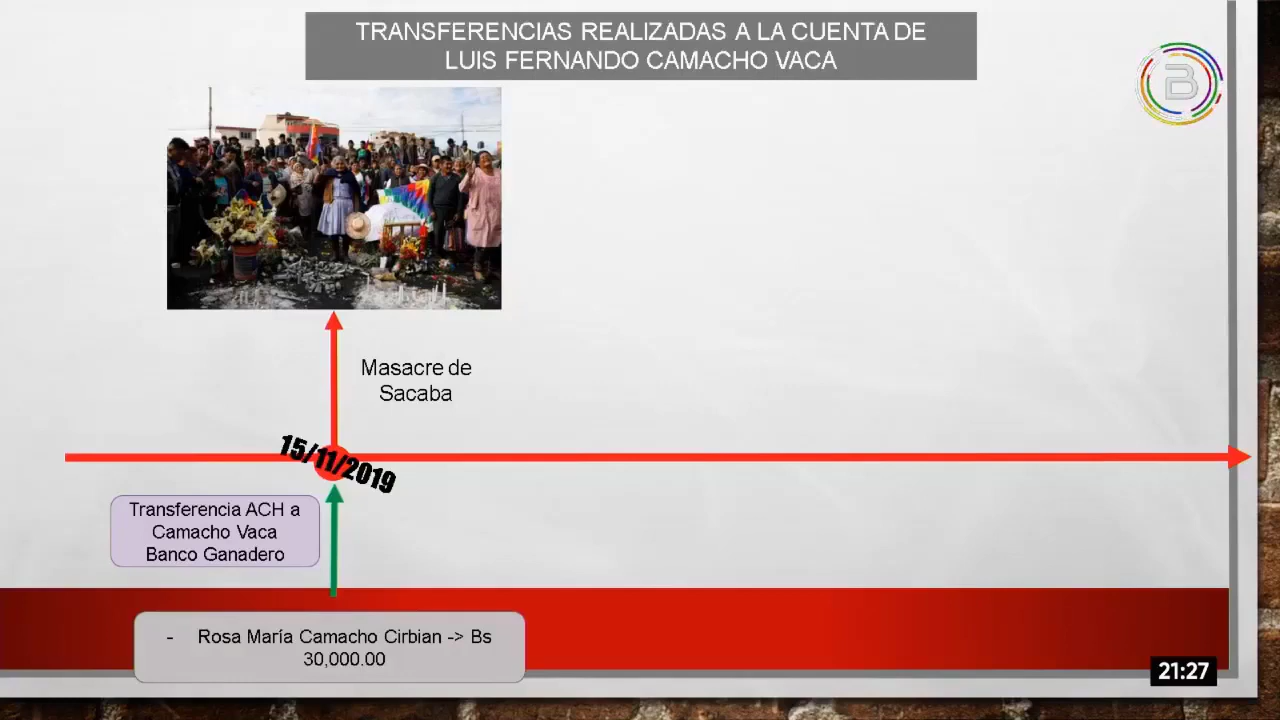 TRANSFERENCIAS REALIZADAS A LA CUENTA DE
LUIS FERNANDO CAMACHO VACA
B
Masacre de
Sacaba
15/11/2019
Transferencia ACH a
Camacho Vaca
Banco Ganadero
- Rosa María Camacho Cirbian -> Bs
30,000.00
21:27